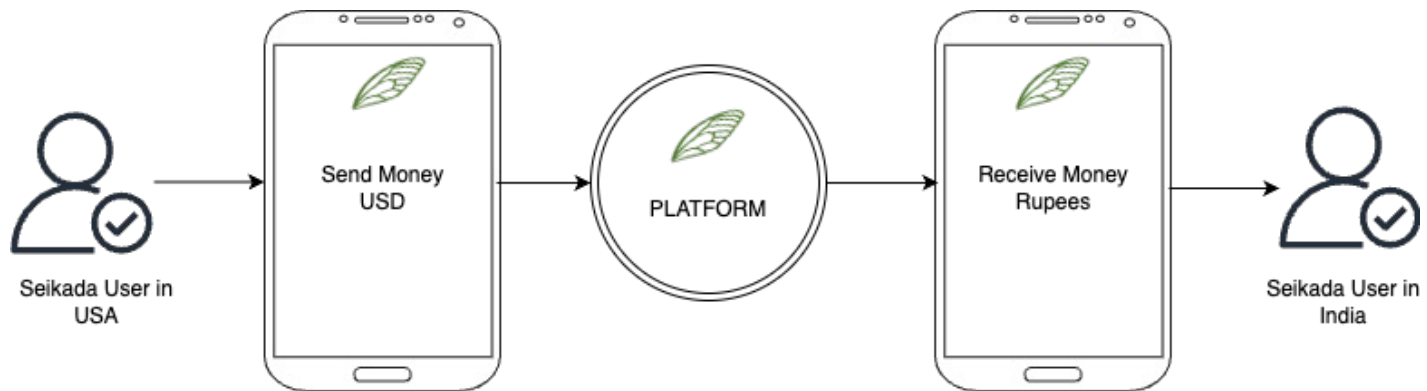 Seikada User in
USA
Send Money
USD
PLATFORM
Receive Money
Rupees
Seikada User in
India